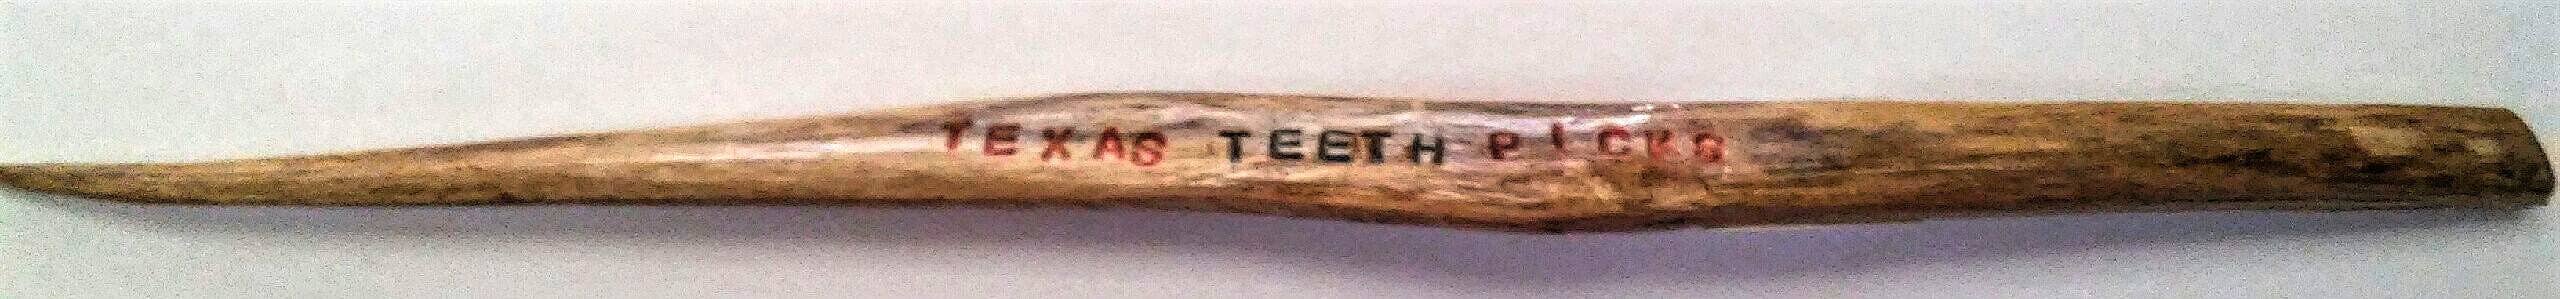 TEXAS TEETH PICKS